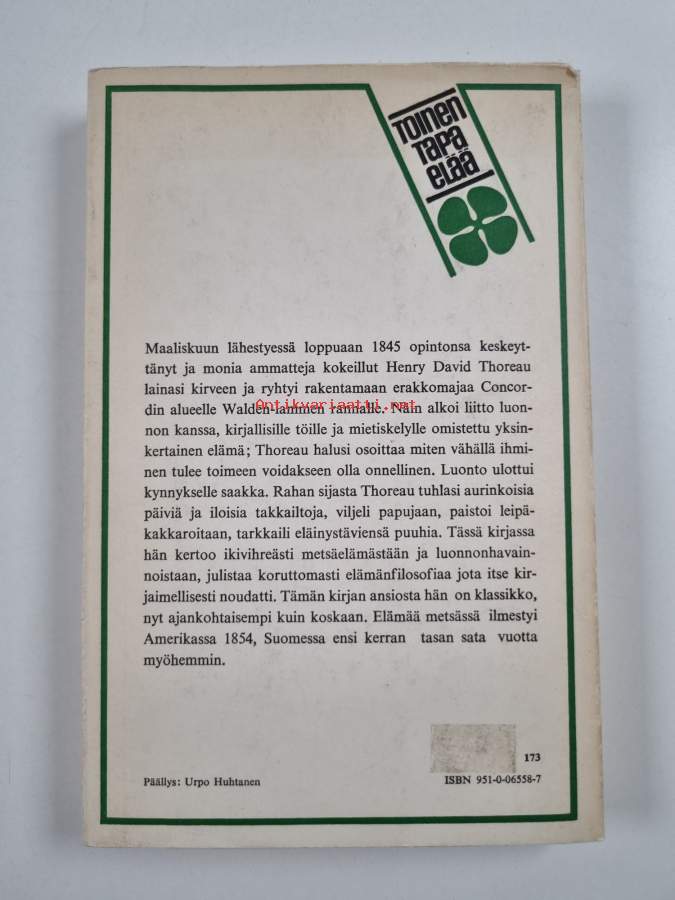 TOINEN
TAPA
ELÄÄ
Maaliskuun lähestyessä loppuaan 1845 opintonsa keskeyt-
tänyt ja monia ammatteja kokeillut Henry David Thoreau
lainasi kirveen ja ryhtyi rakentamaan erakkomajaa Concor-
din alueelle Walden-lammen rannalle. Näin alkoi liitto luon-
Antikvariaatti.net
non kanssa, kirjallisille töille ja mietiskelylle omistettu yksin-
kertainen elämä; Thoreau halusi osoittaa miten vähällä ihmi-
nen tulee toimeen voidakseen olla onnellinen. Luonto ulottui
kynnykselle saakka. Rahan sijasta Thoreau tuhlasi aurinkoisia
päiviä ja iloisia takkailtoja, viljeli papujaan, paistoi leipä-
kakkaroitaan, tarkkaili eläinystäviensä puuhia. Tässä kirjassa
hän kertoo ikivihreästi metsäelämästään ja luonnonhavain-
noistaan, julistaa koruttomasti elämänfilosofiaa jota itse kir-
jaimellisesti noudatti. Tämän kirjan ansiosta hän on klassikko,
nyt ajankohtaisempi kuin koskaan. Elämää metsässä ilmestyi
Amerikassa 1854, Suomessa ensi kerran tasan sata vuotta
myöhemmin.
173
Päällys: Urpo Huhtanen
ISBN 951-0-06558-7